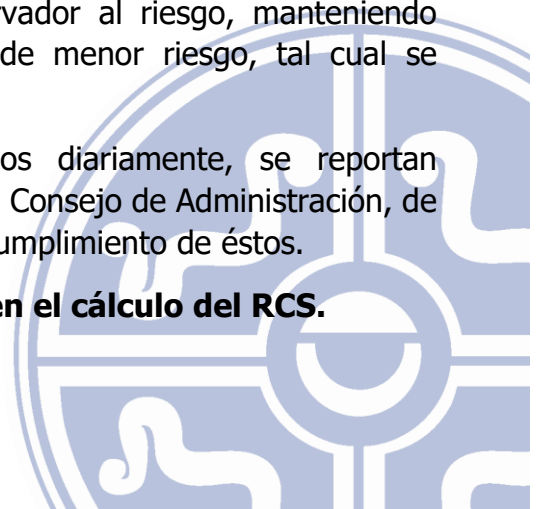 vador al riesgo, manteniendo
de menor riesgo, tal cual se
os diariamente, se reportan
Consejo de Administración, de
umplimiento de éstos.
en el cálculo del RCS.